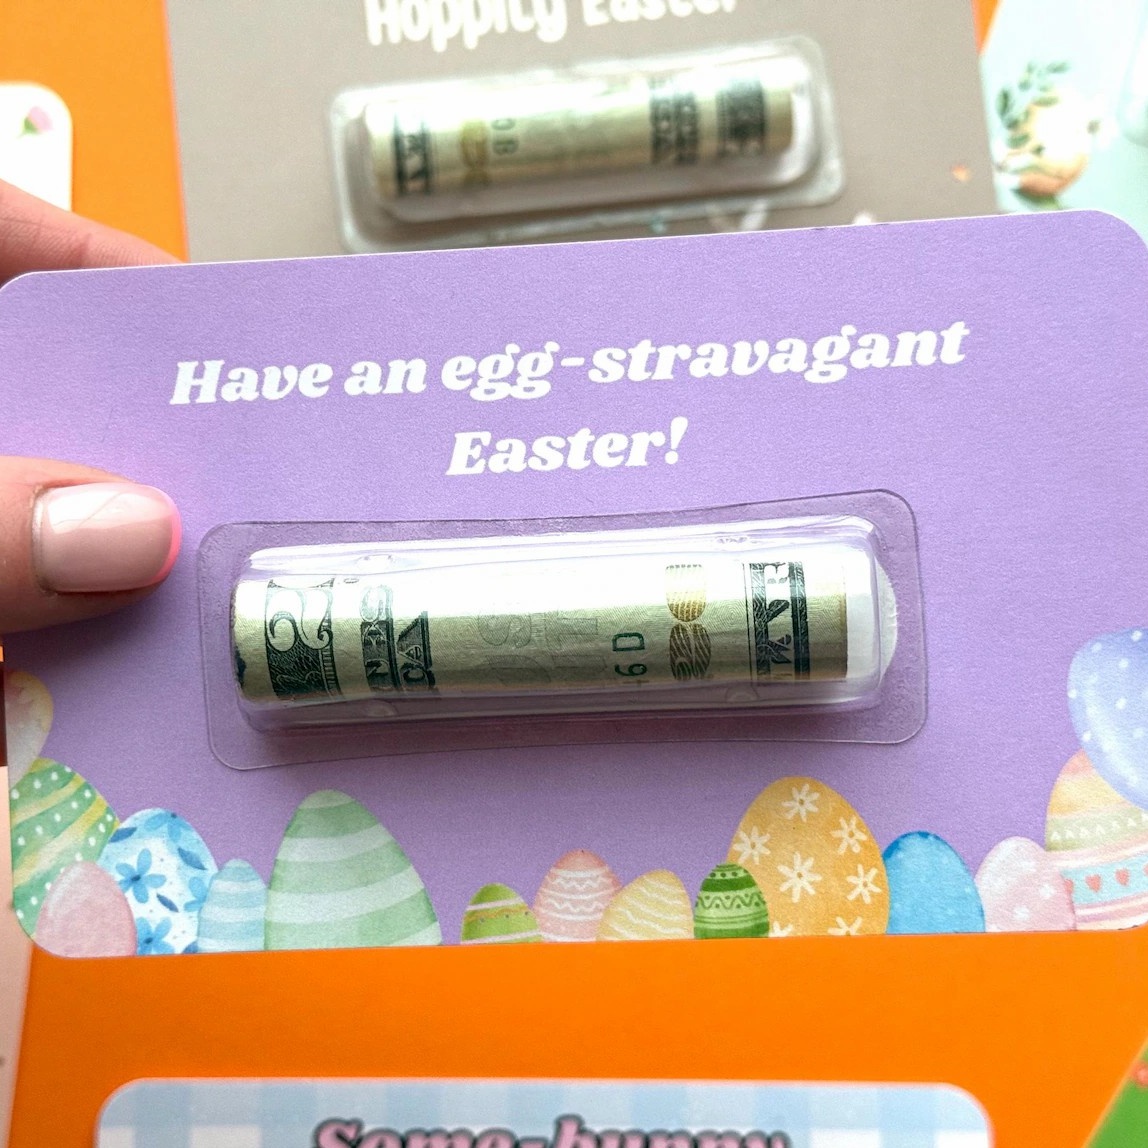 Hoppity Easter
Have an egg-stravagant
Easter!
Some-bunny